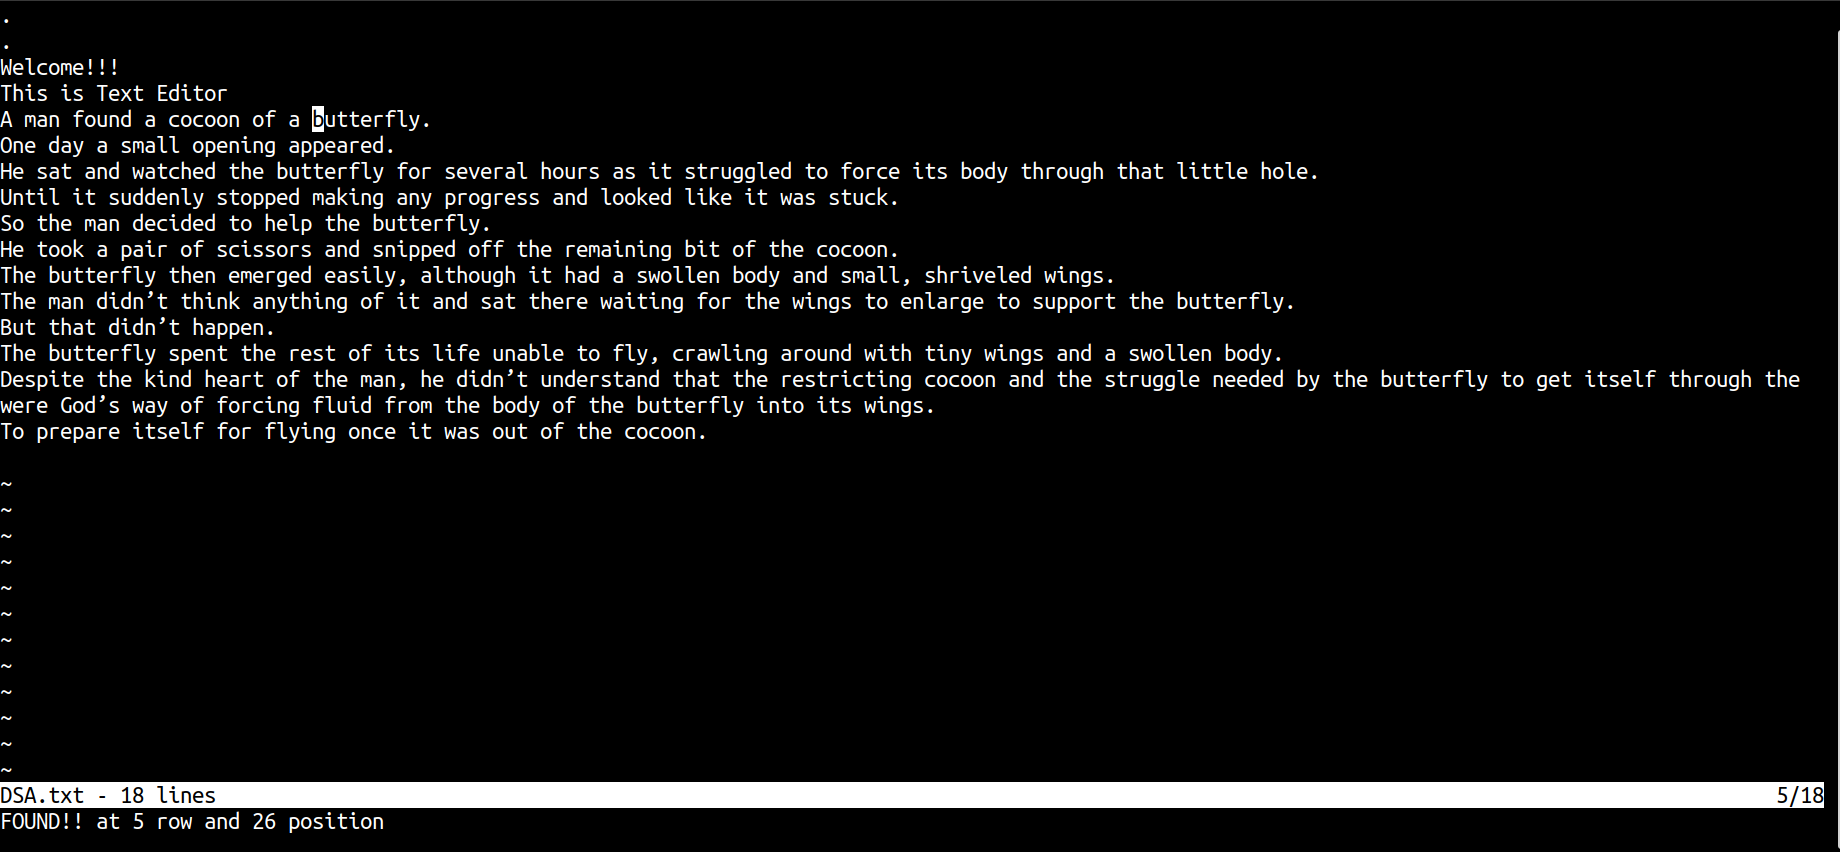 .
.
Welcome!!!
This is Text Editor
A man found a cocoon of a butterfly.
One day a small opening appeared.
He sat and watched the butterfly for several hours as it struggled to force its body through that little hole.
Until it suddenly stopped making any progress and looked like it was stuck.
So the man decided to help the butterfly.
He took a pair of scissors and snipped off the remaining bit of the cocoon.
The butterfly then emerged easily, although it had a swollen body and small, shriveled wings.
The man didn’t think anything of it and sat there waiting for the wings to enlarge to support the butterfly.
But that didn’t happen.
The butterfly spent the rest of its life unable to fly, crawling around with tiny wings and a swollen body.
Despite the kind heart of the man, he didn’t understand that the restricting cocoon and the struggle needed by the butterfly to get itself through the
were God’s way of forcing fluid from the body of the butterfly into its wings.
To prepare itself for flying once it was out of the cocoon.
~
~
~
~
~
~
~
~
~
~
~
~
DSA.txt - 18 lines 5/18
FOUND!! at 5 row and 26 position